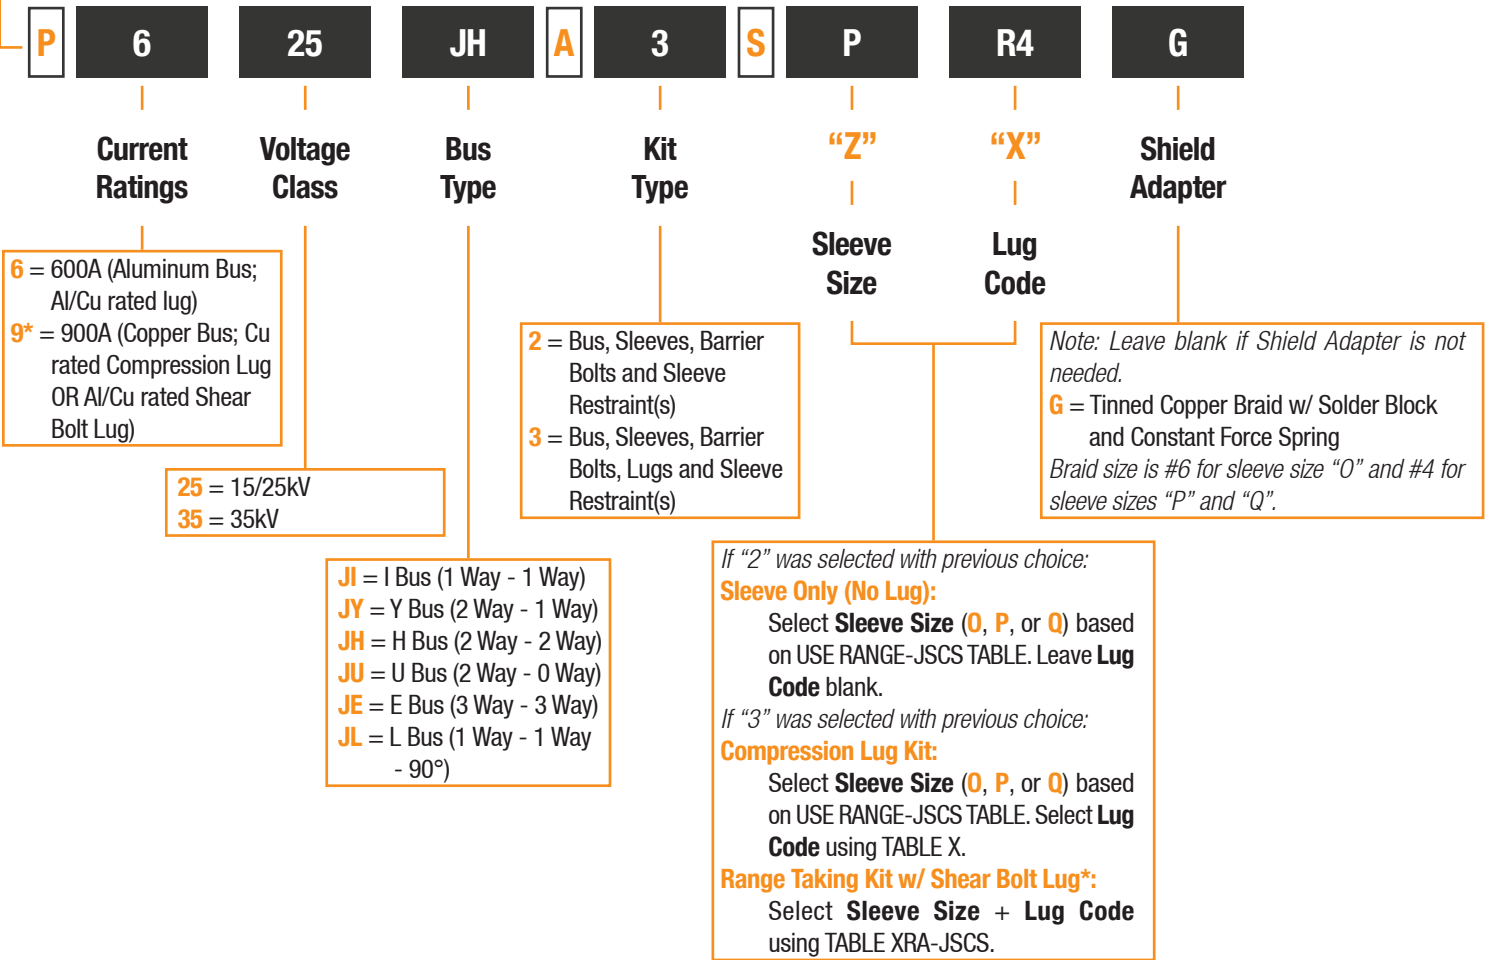 P 6 25 JH A 3 S P R4 G
Current
Ratings
Voltage
Class
Bus
Type
Kit
Type
“Z”
Sleeve
Size
“X”
Lug
Code
Shield
Adapter
6 = 600A (Aluminum Bus;
Al/Cu rated lug)
9* = 900A (Copper Bus; Cu
rated Compression Lug
OR Al/Cu rated Shear
Bolt Lug)
25 = 15/25kV
35 = 35kV
JI = I Bus (1 Way - 1 Way)
JY = Y Bus (2 Way - 1 Way)
JH = H Bus (2 Way - 2 Way)
JU = U Bus (2 Way - 0 Way)
JE = E Bus (3 Way - 3 Way)
JL = L Bus (1 Way - 1 Way
- 90°)
2 = Bus, Sleeves, Barrier
Bolts and Sleeve
Restraint(s)
3 = Bus, Sleeves, Barrier
Bolts, Lugs and Sleeve
Restraint(s)
If “2” was selected with previous choice:
Sleeve Only (No Lug):
Select Sleeve Size (O, P, or Q) based
on USE RANGE-JSCS TABLE. Leave Lug
Code blank.
If “3” was selected with previous choice:
Compression Lug Kit:
Select Sleeve Size (O, P, or Q) based
on USE RANGE-JSCS TABLE. Select Lug
Code using TABLE X.
Range Taking Kit w/ Shear Bolt Lug*:
Select Sleeve Size + Lug Code
using TABLE XRA-JSCS.
Note: Leave blank if Shield Adapter is not
needed.
G = Tinned Copper Braid w/ Solder Block
and Constant Force Spring
Braid size is #6 for sleeve size “O” and #4 for
sleeve sizes “P” and “Q”.